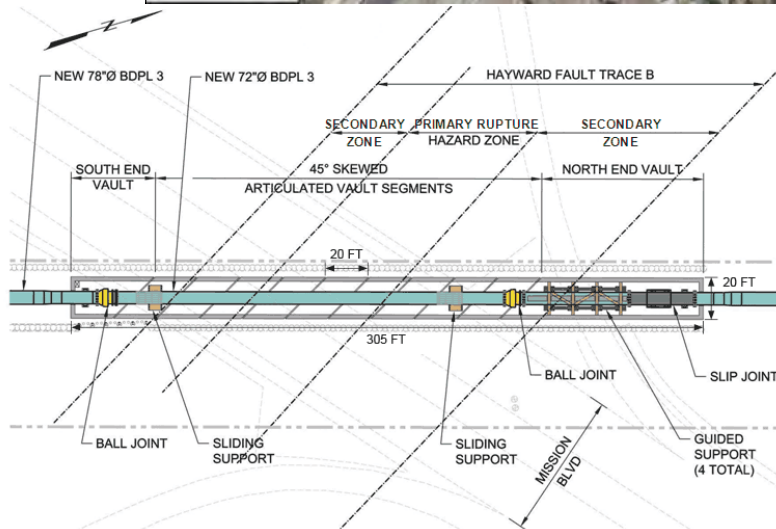 NEW 78"Ø BDPL 3
NEW 72"Ø BDPL 3
HAYWARD FAULT TRACE B
SECONDARY
ZONE
PRIMARY RUPTURE
HAZARD ZONE
SECONDARY
ZONE
SOUTH END
VAULT
45° SKEWED
ARTICULATED VAULT SEGMENTS
NORTH END VAULT
20 FT
20 FT
305 FT
BALL JOINT
SLIP JOINT
BALL JOINT
SLIDING
SUPPORT
SLIDING
SUPPORT
MISSION
BLVD
GUIDED
SUPPORT
(4 TOTAL)